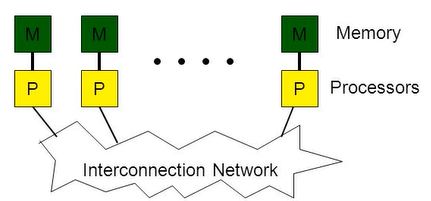 M M M Memory
P P P Processors
Interconnection Network